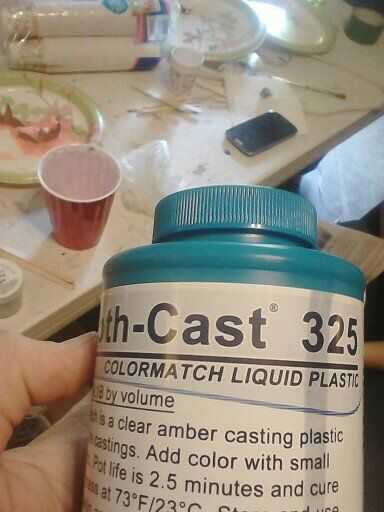 th-Cast® 325
COLORMATCH LIQUID PLASTIC
by volume
is a clear amber casting plastic
castings. Add color with small
Pot life is 2.5 minutes and cure
at 73°F/23°C.